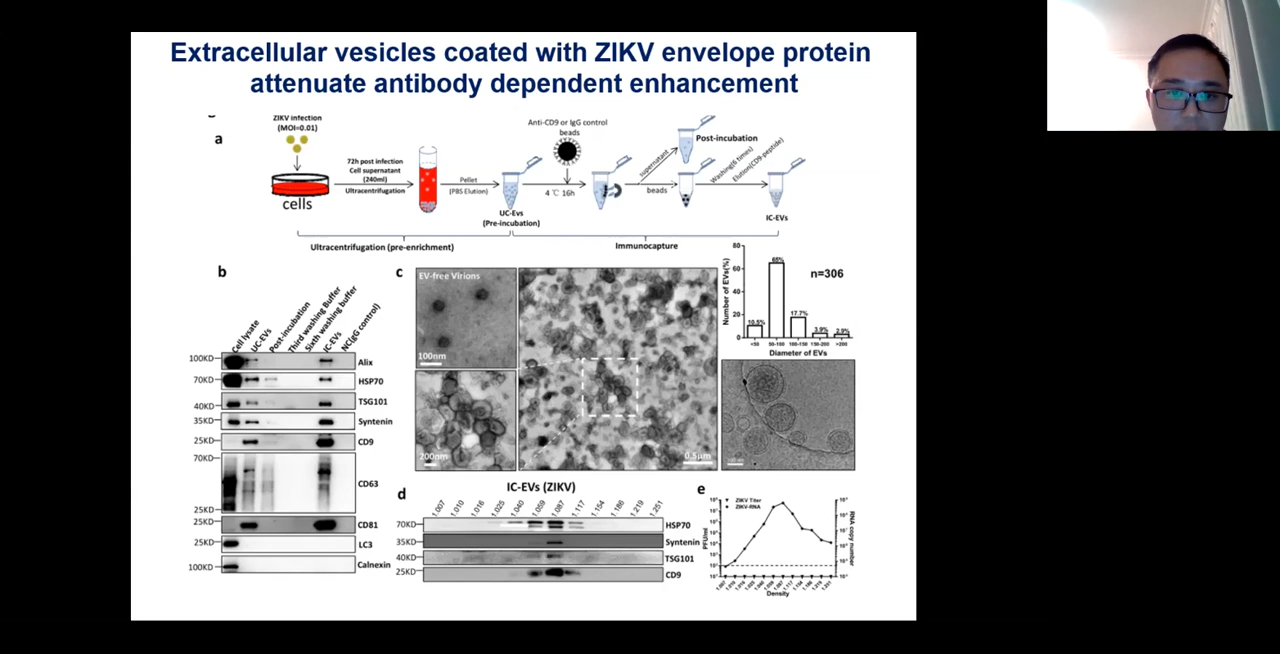 Extracellular vesicles coated with ZIKV envelope protein
attenuate antibody dependent enhancement
a
ZIKV infection
(MOI=0.01)
cells
72h post infection
Cell supernatant
(240ml)
Ultracentrifugation
Pellet
(PBS Elution)
UC-Evs
(Pre-incubation)
Anti-CD9 or IgG control
beads
4 ℃ 16h
supernatant
Post-incubation
beads
Washing(6 times)
Elution(CD9-peptide)
IC-EVs
Ultracentrifugation (pre-enrichment)
Immunocapture
b
Cell lysate
UC-EVs
Post-incubation
Third washing Buffer
Sixth washing buffer
IC-EVs
NC(IgG control)
100KD
Alix
70KD
HSP70
40KD
TSG101
35KD
Syntenin
25KD
CD9
70KD
CD63
25KD
25KD
CD81
25KD
LC3
100KD
Calnexin
c
EV-free Virions
100nm
200nm
0.5μm
Number of EVs(%)
80
60
40
20
0
10.5%
65%
17.7%
3.9%
2.9%
n=306
<50
50-100
100-150
150-200
>200
Diameter of EVs
d
IC-EVs (ZIKV)
1.007
1.010
1.016
1.025
1.040
1.059
1.087
1.117
1.154
1.186
1.219
1.251
70KD
HSP70
35KD
Syntenin
40KD
TSG101
25KD
CD9
e
ZIKV Titer
ZIKV-RNA
PFU/ml
RNA copy number
Density